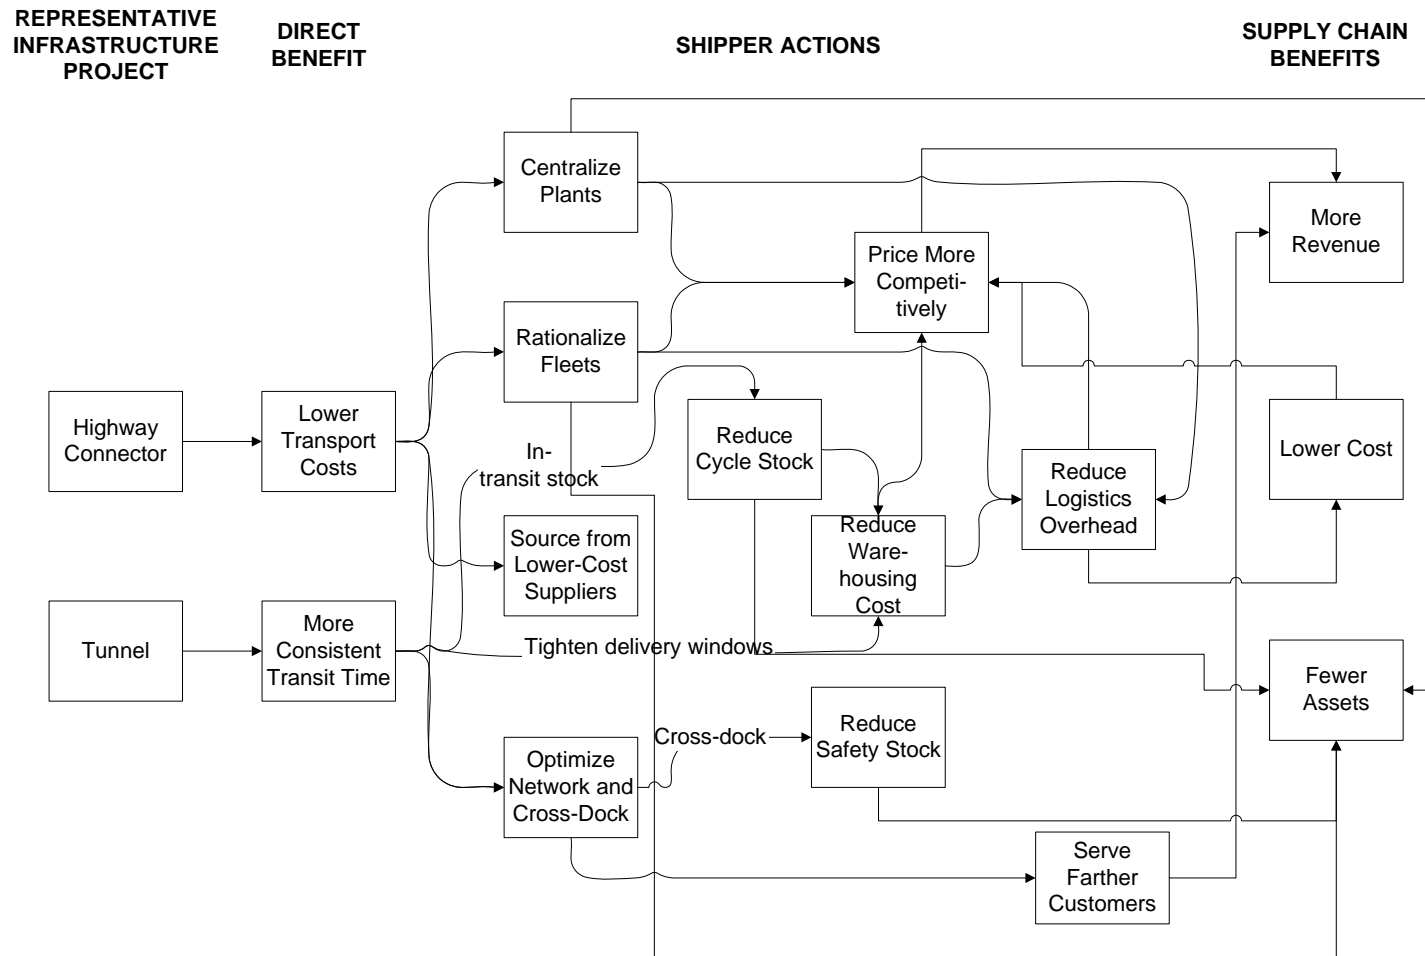 REPRESENTATIVE
INFRASTRUCTURE
PROJECT
DIRECT
BENEFIT
SHIPPER ACTIONS
SUPPLY CHAIN
BENEFITS
Centralize
Plants
Price More
Competi-
tively
More
Revenue
Rationalize
Fleets
Highway
Connector
Lower
Transport
Costs
In-
transit stock
Reduce
Cycle Stock
Reduce
Logistics
Overhead
Lower Cost
Source from
Lower-Cost
Suppliers
Reduce
Ware-
housing
Cost
Tunnel
More
Consistent
Transit Time
Tighten delivery windows
Fewer
Assets
Optimize
Network and
Cross-Dock
Cross-dock
Reduce
Safety Stock
Serve
Farther
Customers